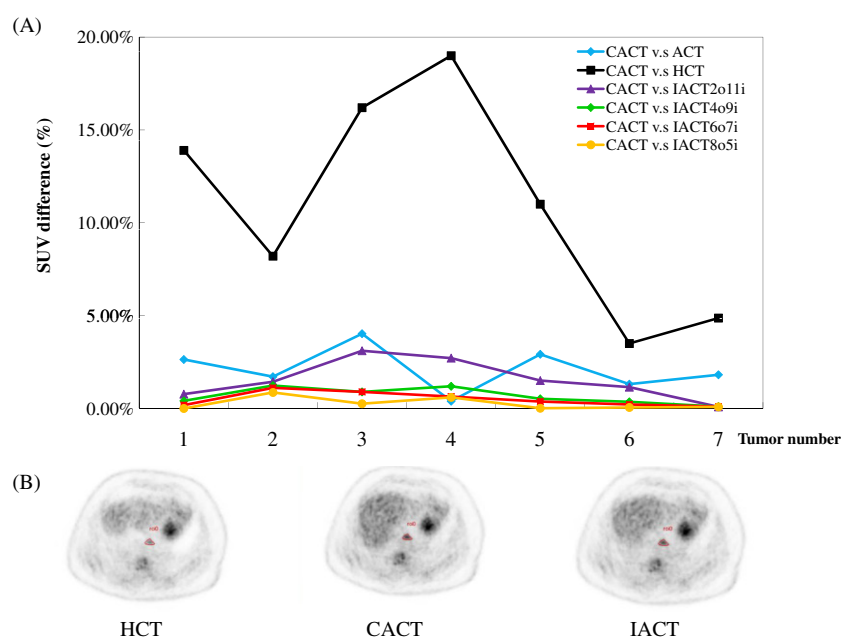 (A)
20.00%
15.00%
10.00%
5.00%
0.00%
SUV difference (%)
CACT v.s ACT
CACT v.s HCT
CACT v.s IACT2o11i
CACT v.s IACT4o9i
CACT v.s IACT6o7i
CACT v.s IACT8o5i
1 2 3 4 5 6 7 Tumor number
(B)
HCT CACT IACT